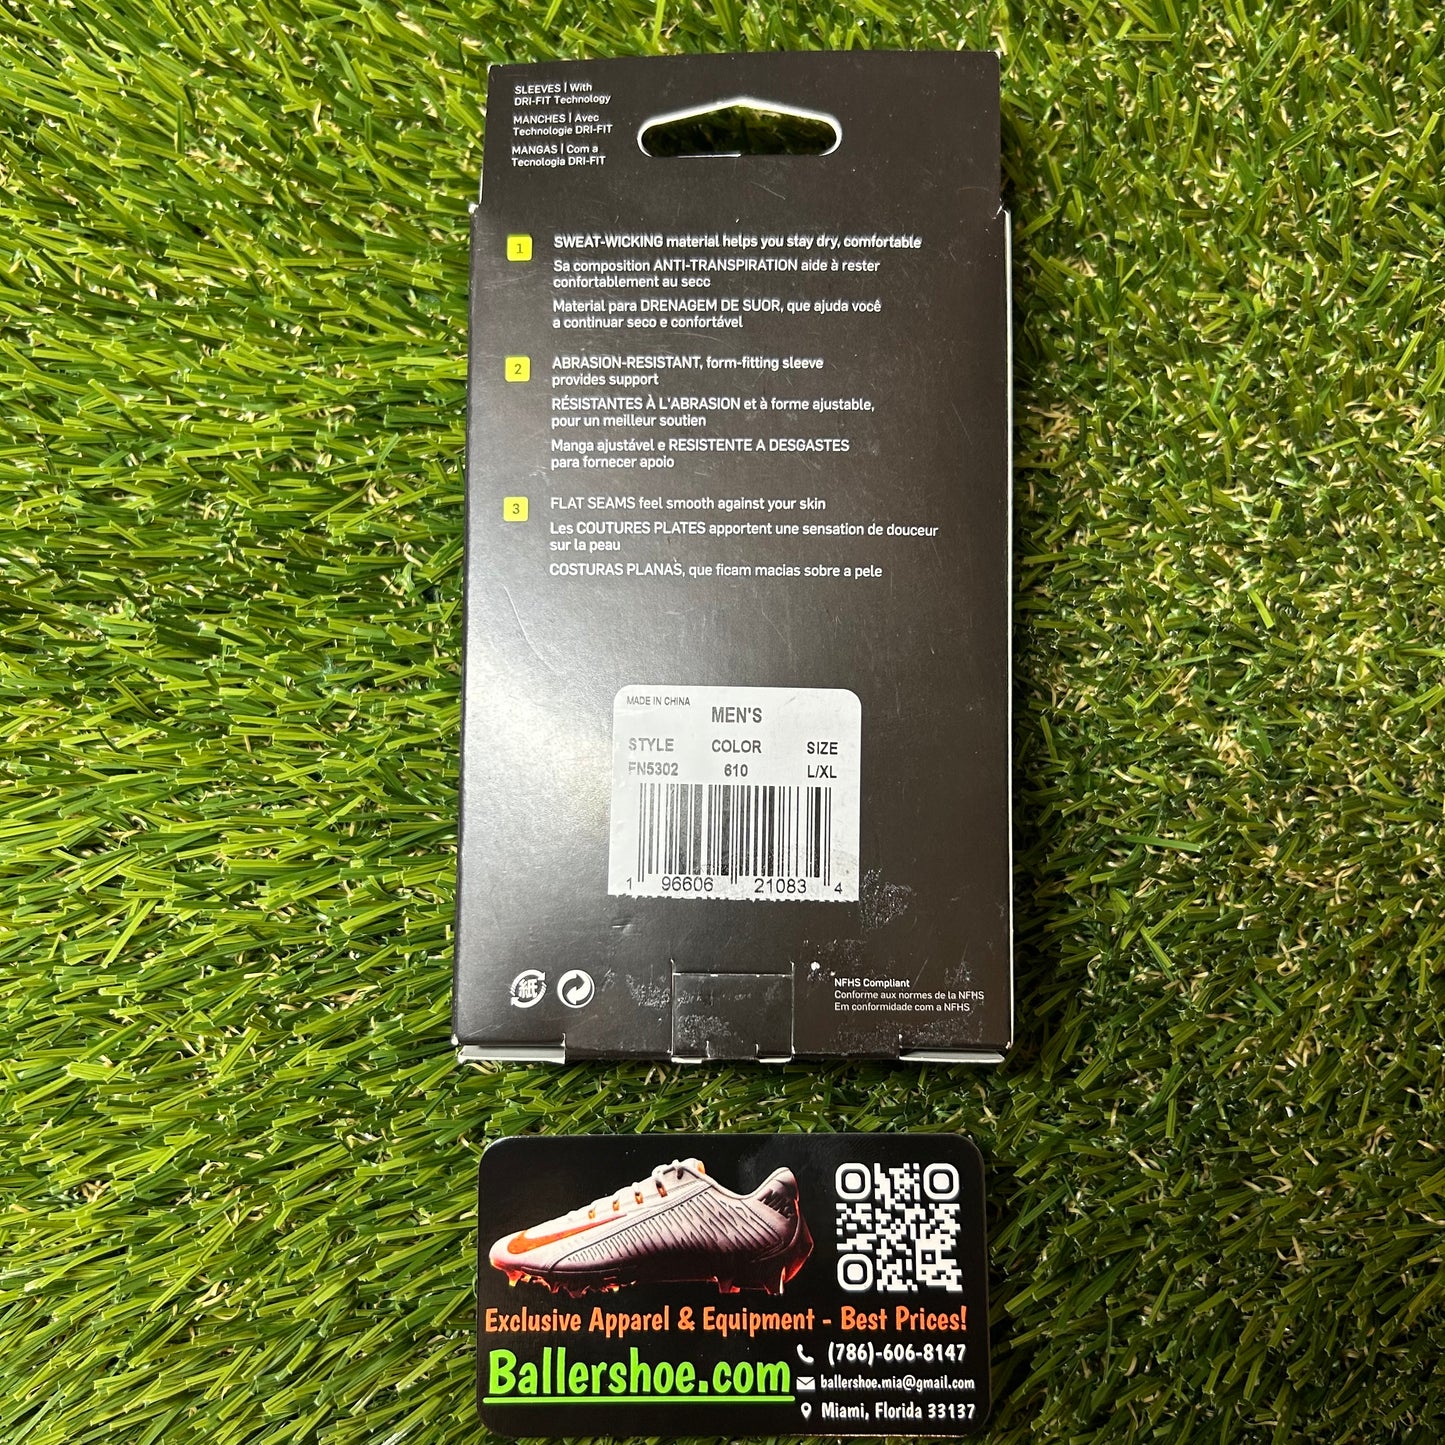 SLEEVES | With
DRI-FIT Technology
MANCHES | Avec
Technologie DRI-FIT
MANGAS | Com a
Tecnologia DRI-FIT
1
SWEAT-WICKING material helps you stay dry, comfortable
Sa composition ANTI-TRANSPIRATION aide à rester
confortablement au secc
Material para DRENAGEM DE SUOR, que ajuda você
a continuar seco e confortável
2
ABRASION-RESISTANT, form-fitting sleeve
provides support
RÉSISTANTES À L'ABRASION et à forme ajustable,
pour un meilleur soutien
Manga ajustável e RESISTENTE A DESGASTES
para fornecer apoio
3
FLAT SEAMS feel smooth against your skin
Les COUTURES PLATES apportent une sensation de douceur
sur la peau
COSTURAS PLANAS, que ficam macias sobre a pele
MADE IN CHINA
MEN'S
STYLE COLOR SIZE
FN5302 610 L/XL
1 96606 21083 4
紙
NFHS Compliant
Conforme aux normes de la NFHS
Em conformidade com a NFHS
Exclusive Apparel & Equipment - Best Prices!
Ballershoe.com
(786)-606-8147
ballershoe.mia@gmail.com
Miami, Florida 33137